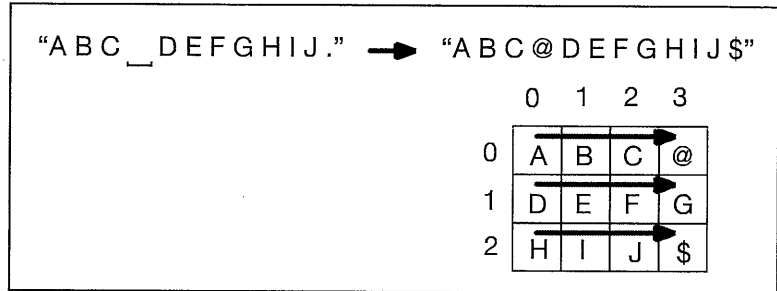 “ABC␣DEFGHIJ.” → “ABC@DEFGHIJ$”
0 1 2 3
0 A B C @
1 D E F G
2 H I J $